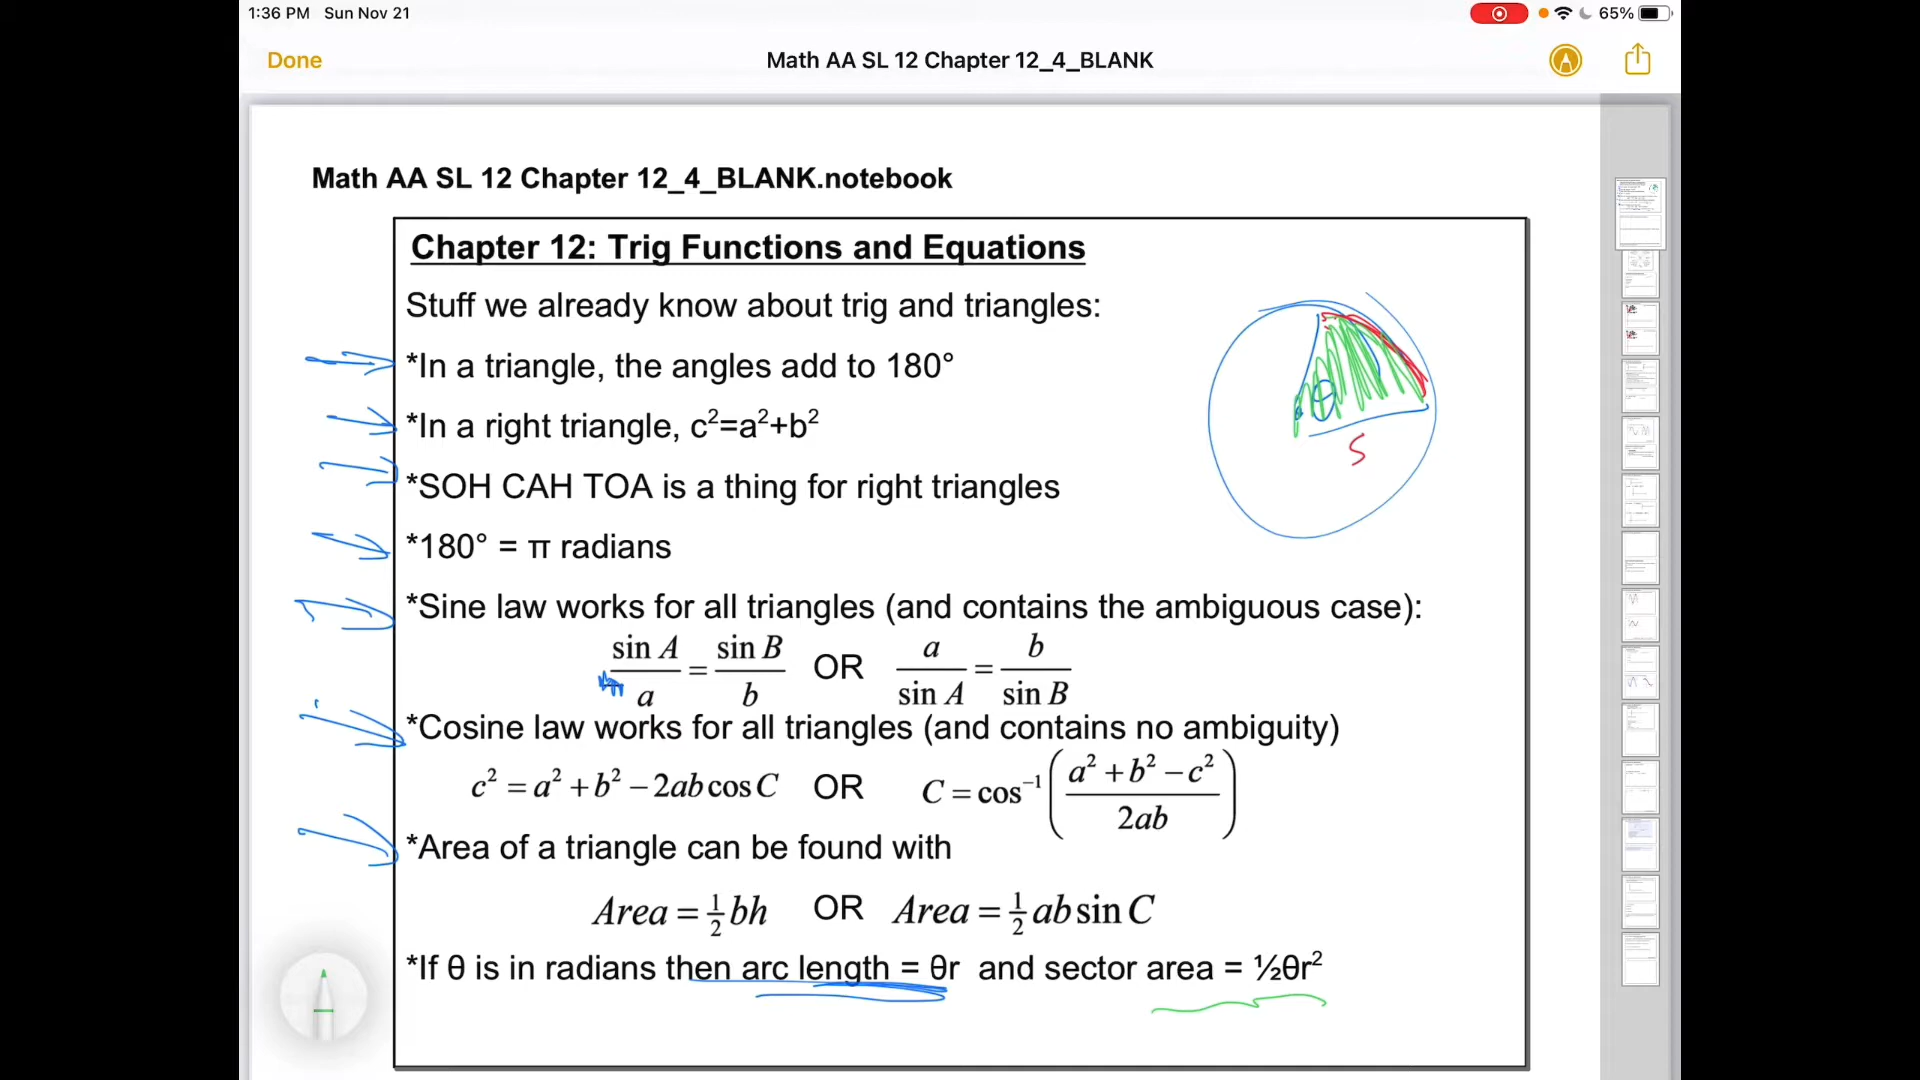 1:36 PM Sun Nov 21
65%
Done
Math AA SL 12 Chapter 12_4_BLANK
Math AA SL 12 Chapter 12_4_BLANK.notebook
Chapter 12: Trig Functions and Equations
Stuff we already know about trig and triangles:
*In a triangle, the angles add to 180°
*In a right triangle, c²=a²+b²
*SOH CAH TOA is a thing for right triangles
*180° = π radians
*Sine law works for all triangles (and contains the ambiguous case):
sin A / a = sin B / b OR a / sin A = b / sin B
*Cosine law works for all triangles (and contains no ambiguity)
c² = a² + b² − 2ab cos C OR C = cos⁻¹((a² + b² − c²) / 2ab)
*Area of a triangle can be found with
Area = ½ bh OR Area = ½ ab sin C
*If θ is in radians then arc length = θr and sector area = ½θr²
θ
S